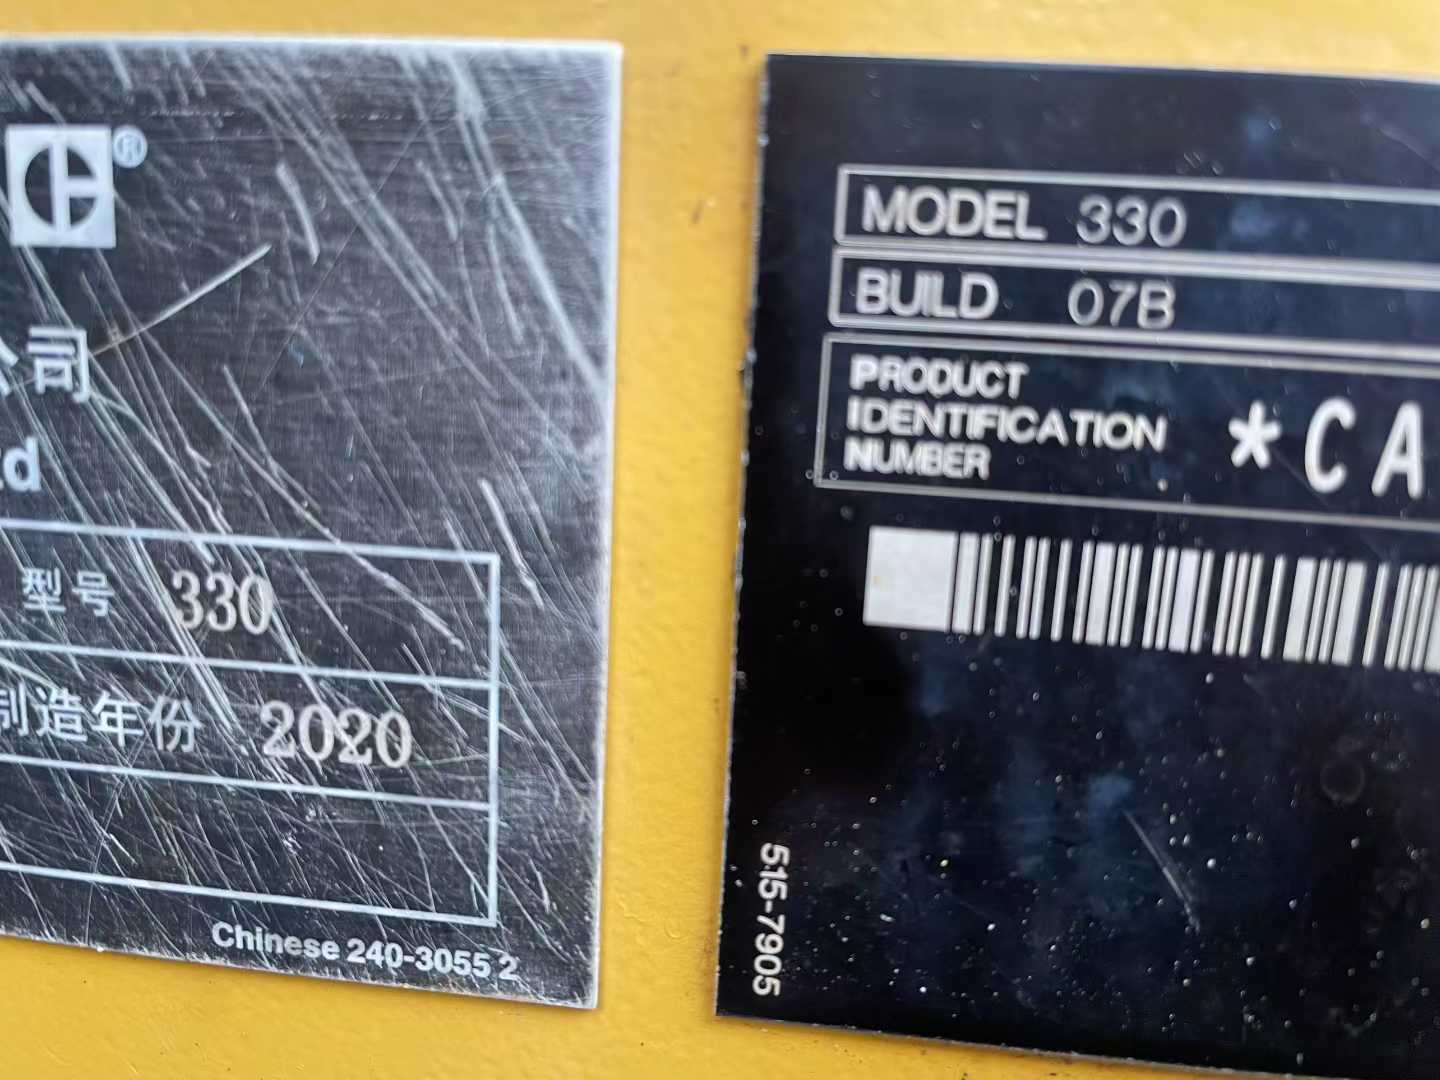 ®
公司
td
型号 330
制造年份 2020
Chinese 240-3055 2
MODEL 330
BUILD 07B
PRODUCT
IDENTIFICATION
NUMBER
*CA
515-7905